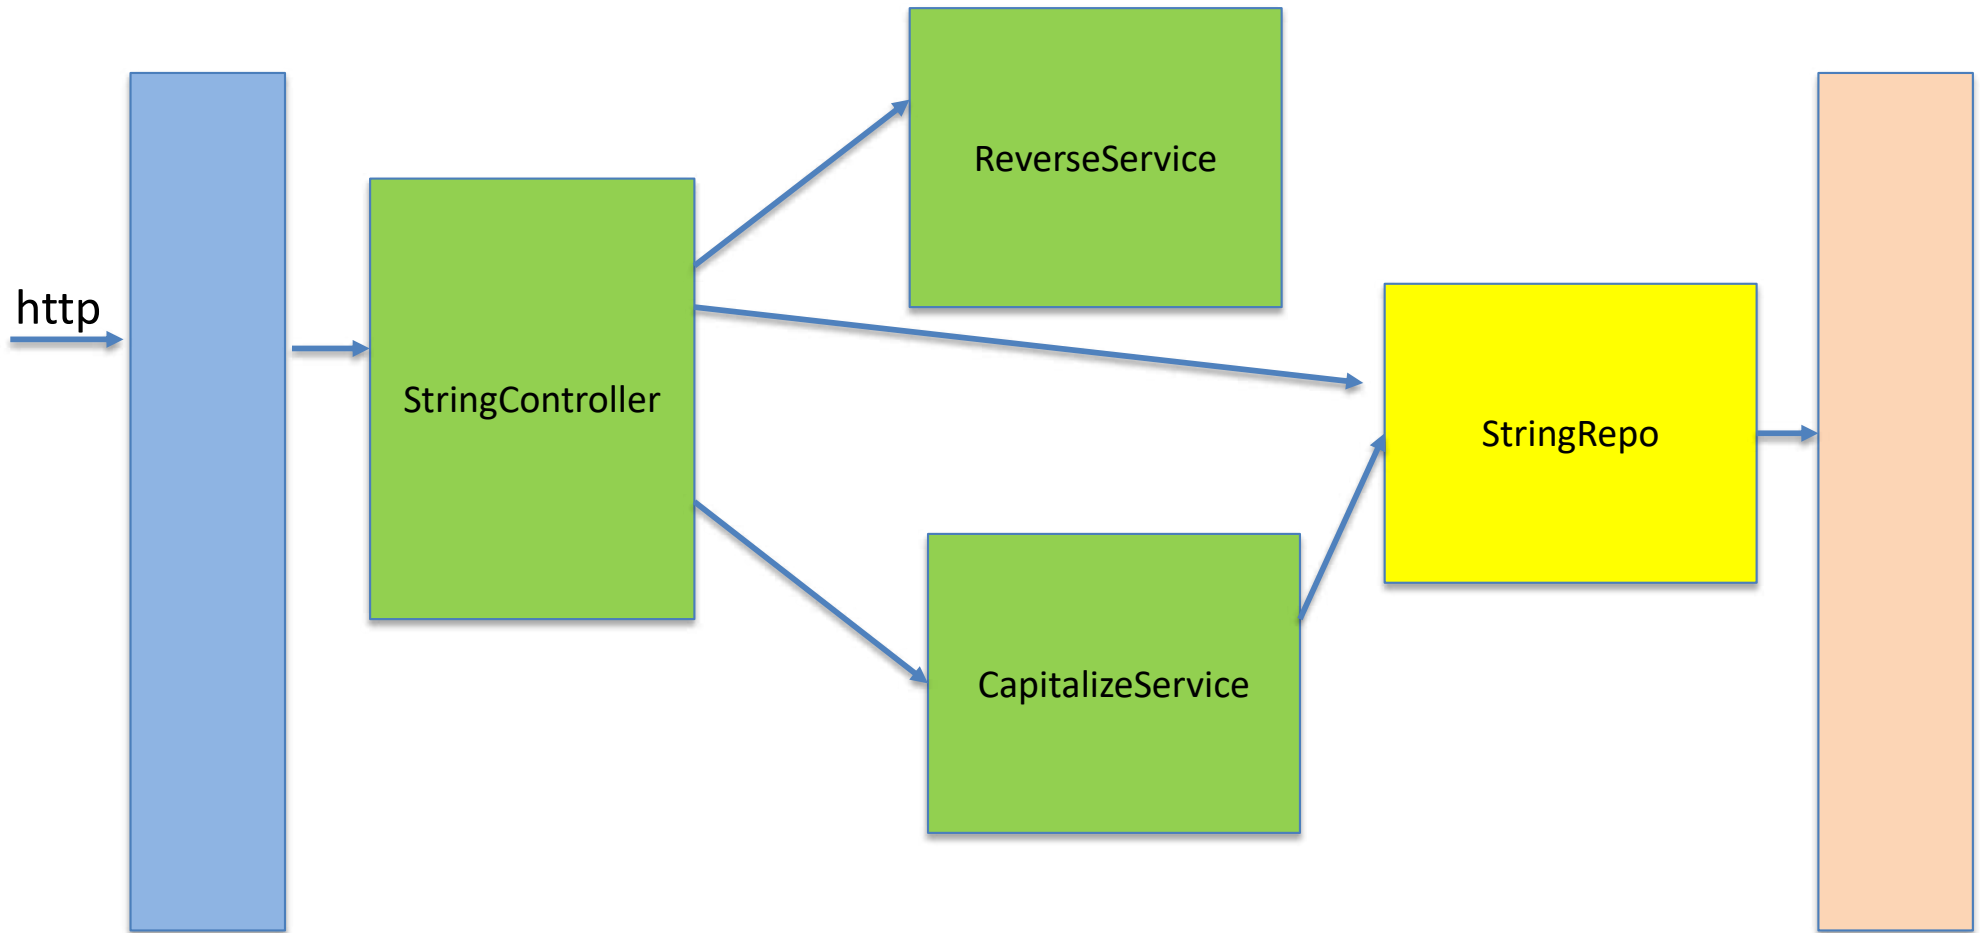 ReverseService
http
StringController
StringRepo
CapitalizeService